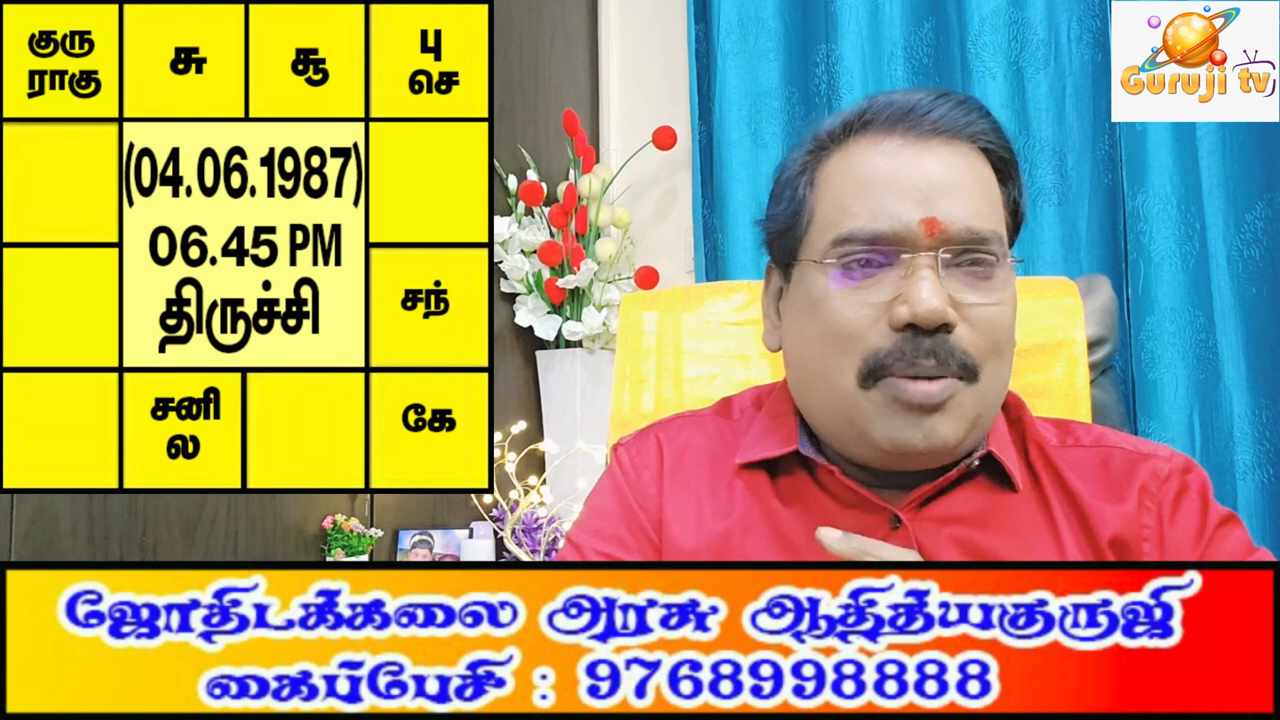 குரு
ராகு
சு
சூ
பு
செ
Guruji tv
(04.06.1987)
06.45 PM
திருச்சி
சந்
சனி
ல
கே
ஜோதிடக்கலை அரசு ஆதித்யகுருஜி
கைப்பேசி : 9768998888